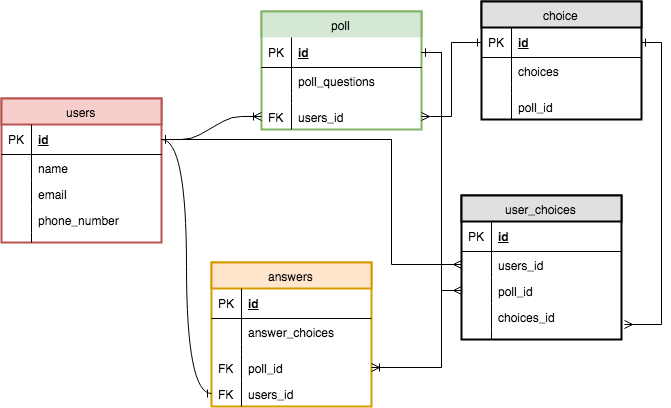 poll
PK id
poll_questions
FK users_id
choice
PK id
choices
poll_id
users
PK id
name
email
phone_number
user_choices
PK id
users_id
poll_id
choices_id
answers
PK id
answer_choices
FK poll_id
FK users_id